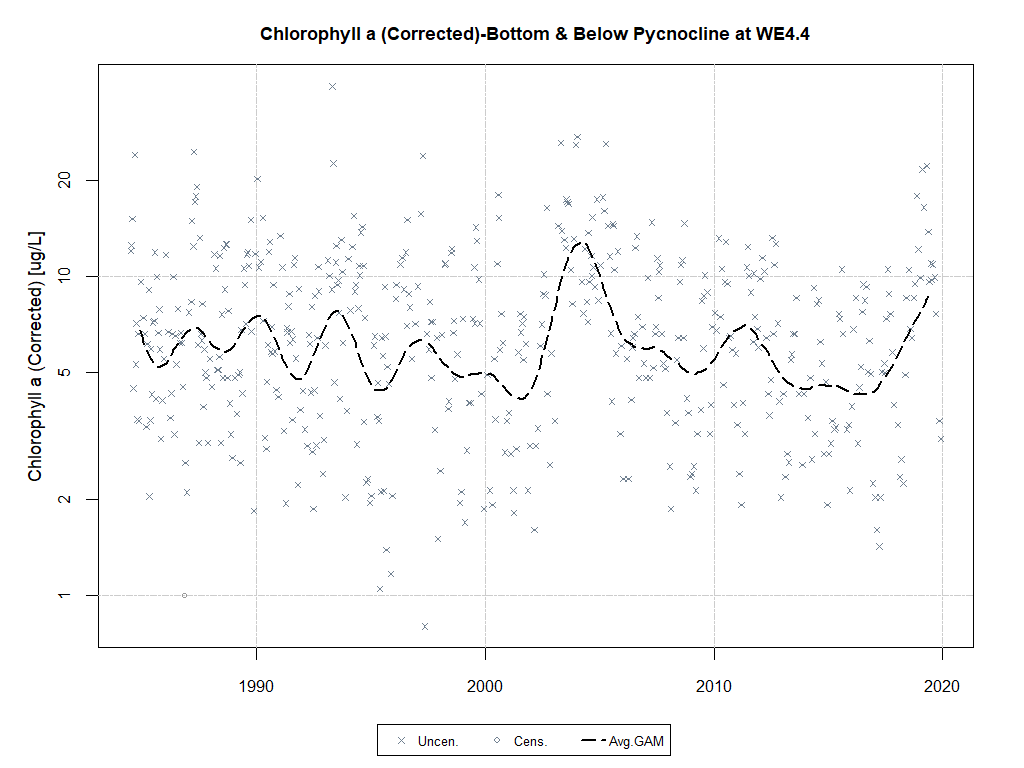 Chlorophyll a (Corrected)-Bottom & Below Pycnocline at WE4.4
Chlorophyll a (Corrected) [ug/L]
20
10
5
2
1
1990
2000
2010
2020
Uncen.
Cens.
Avg.GAM